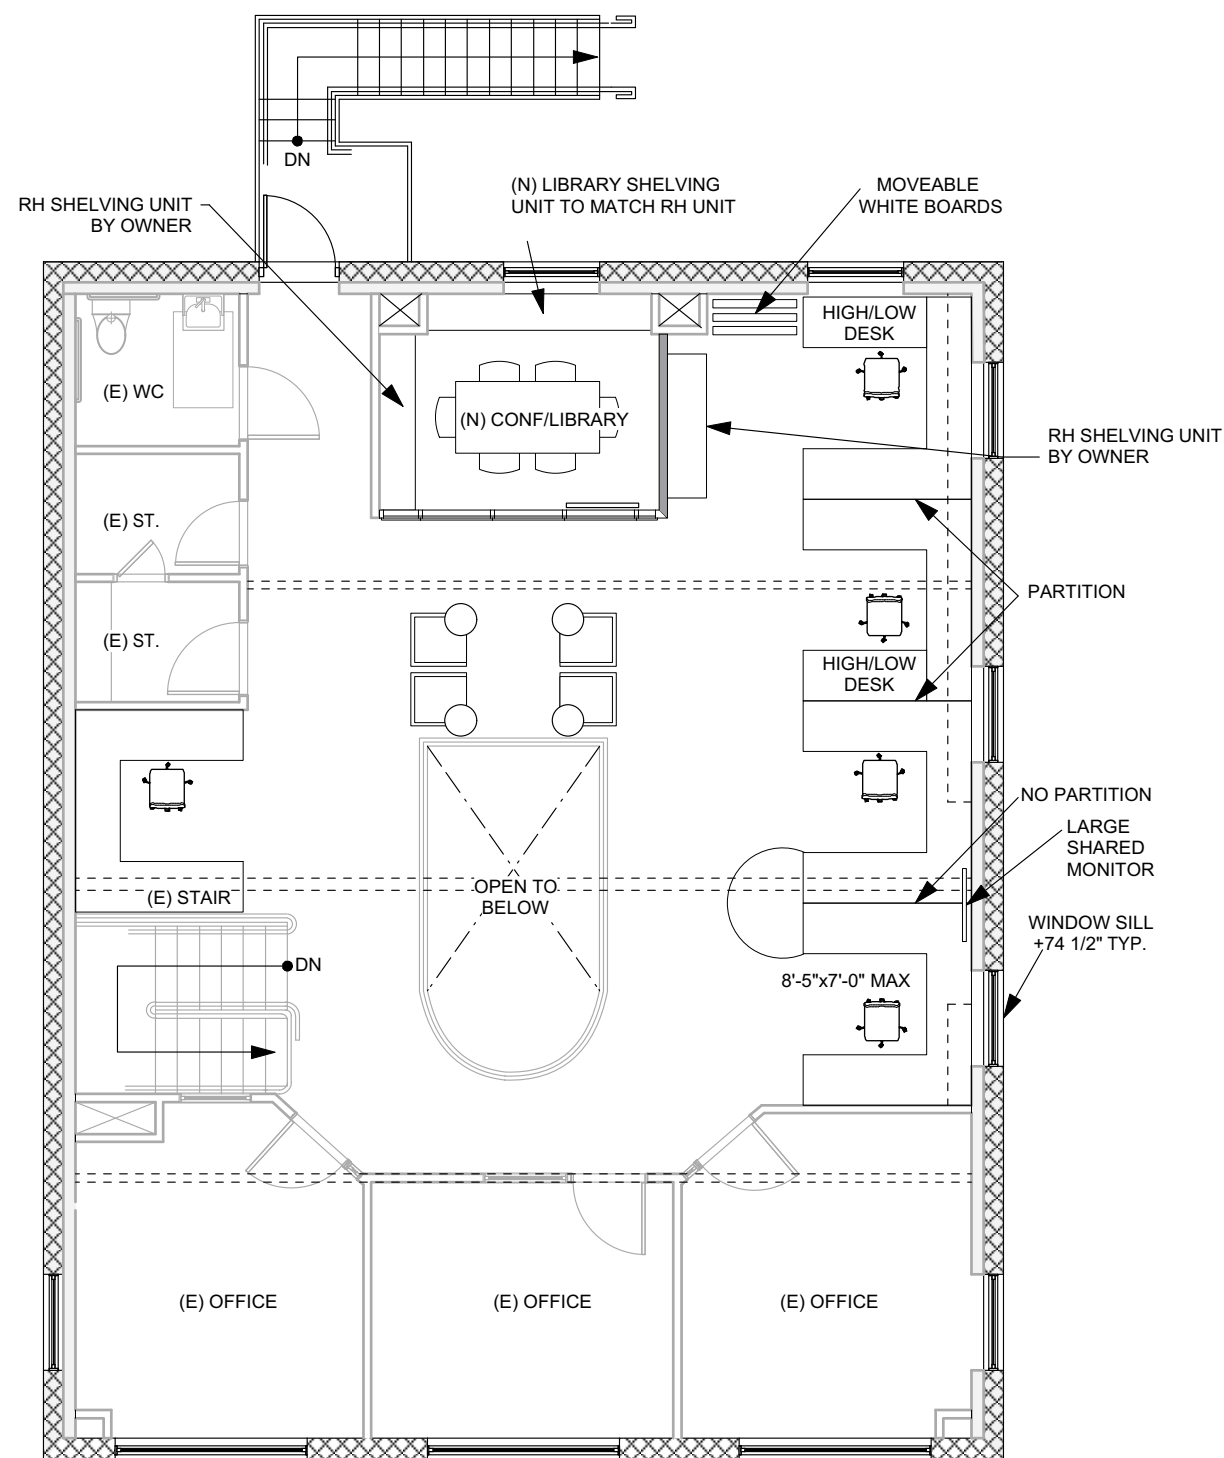 DN
RH SHELVING UNIT
BY OWNER
(N) LIBRARY SHELVING
UNIT TO MATCH RH UNIT
MOVEABLE
WHITE BOARDS
HIGH/LOW
DESK
(E) WC
(N) CONF/LIBRARY
RH SHELVING UNIT
BY OWNER
(E) ST.
PARTITION
(E) ST.
HIGH/LOW
DESK
NO PARTITION
LARGE
SHARED
MONITOR
(E) STAIR
OPEN TO
BELOW
WINDOW SILL
+74 1/2" TYP.
DN
8'-5"x7'-0" MAX
(E) OFFICE
(E) OFFICE
(E) OFFICE